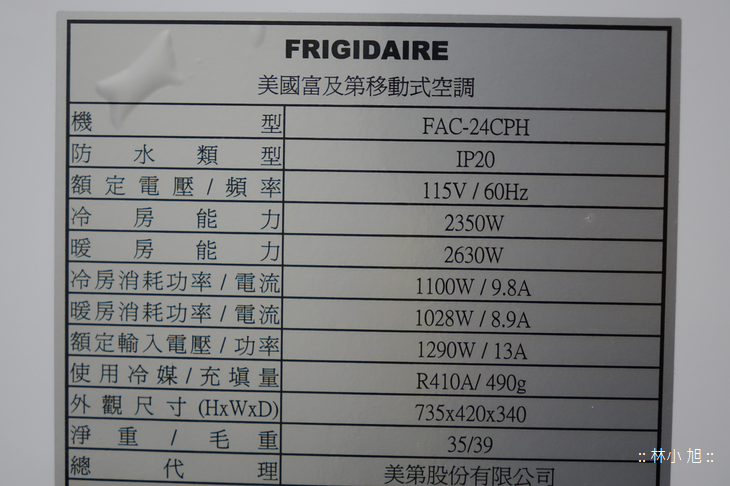 FRIGIDAIRE
美國富及第移動式空調
機型 FAC-24CPH
防水類型 IP20
額定電壓/頻率 115V / 60Hz
冷房能力 2350W
暖房能力 2630W
冷房消耗功率/電流 1100W / 9.8A
暖房消耗功率/電流 1028W / 8.9A
額定輸入電壓/功率 1290W / 13A
使用冷媒/充填量 R410A/ 490g
外觀尺寸(HxWxD) 735x420x340
淨重/毛重 35/39
總代理 美第股份有限公司
:: 林小旭 ::